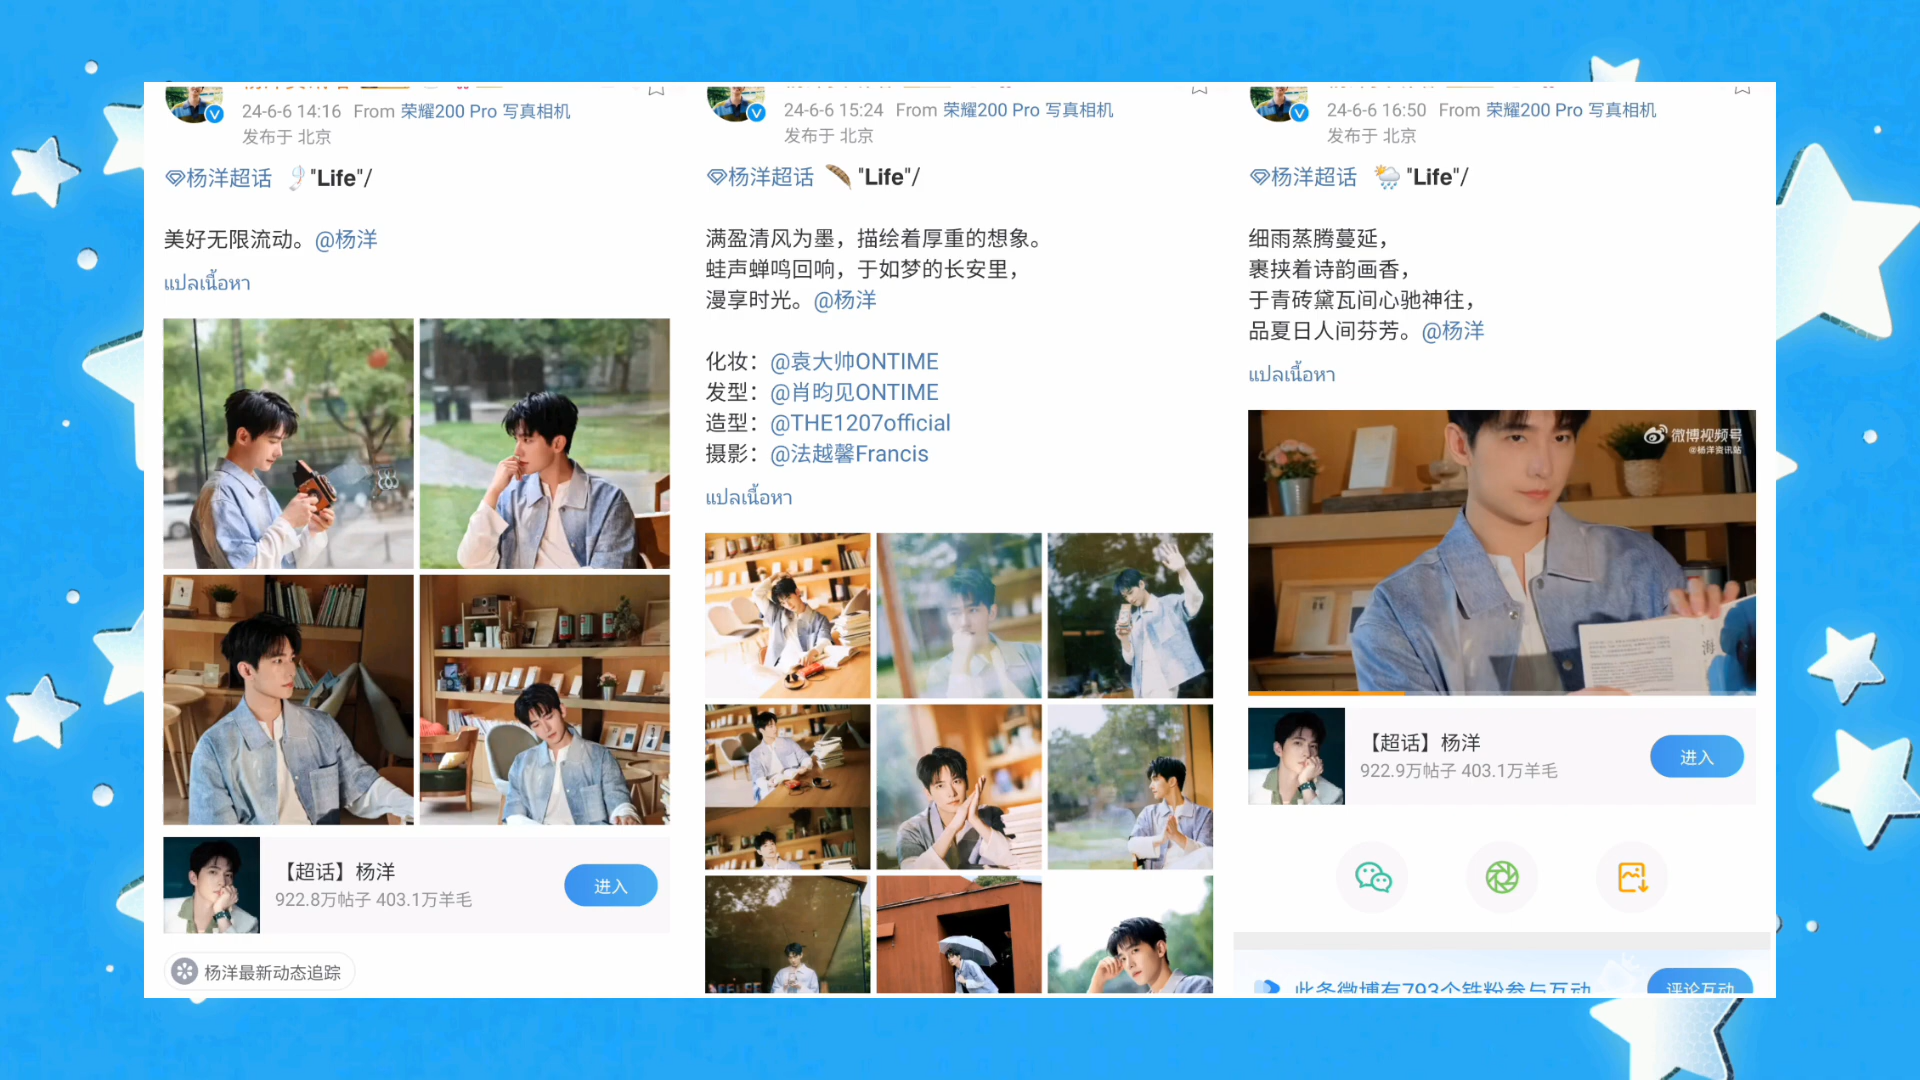 24-6-6 14:16 From 荣耀200 Pro 写真相机
发布于 北京
杨洋超话 "Life"/
美好无限流动。@杨洋
แปลเนื้อหา
【超话】杨洋
922.8万帖子 403.1万羊毛
进入
杨洋最新动态追踪
24-6-6 15:24 From 荣耀200 Pro 写真相机
发布于 北京
杨洋超话 "Life"/
满盈清风为墨，描绘着厚重的想象。
蛙声蝉鸣回响，于如梦的长安里，
漫享时光。@杨洋
化妆：@袁大帅ONTIME
发型：@肖昀见ONTIME
造型：@THE1207official
摄影：@法越馨Francis
แปลเนื้อหา
24-6-6 16:50 From 荣耀200 Pro 写真相机
发布于 北京
杨洋超话 "Life"/
细雨蒸腾蔓延，
裹挟着诗韵画香，
于青砖黛瓦间心驰神往，
品夏日人间芬芳。@杨洋
แปลเนื้อหา
微博视频号
@杨洋资讯站
海
【超话】杨洋
922.9万帖子 403.1万羊毛
进入
此条微博有793个铁粉参与互动
评论互动